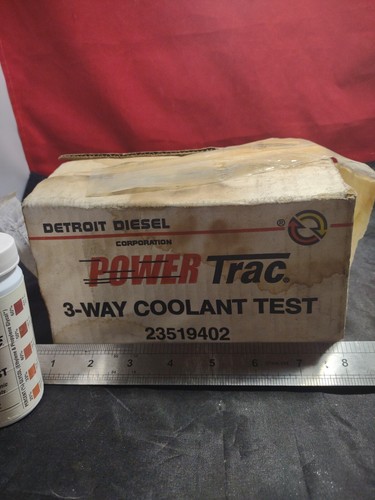 DETROIT DIESEL
®
CORPORATION
POWER Trac®
3-WAY COOLANT TEST
23519402
1 2 3 4 5 6 7 8